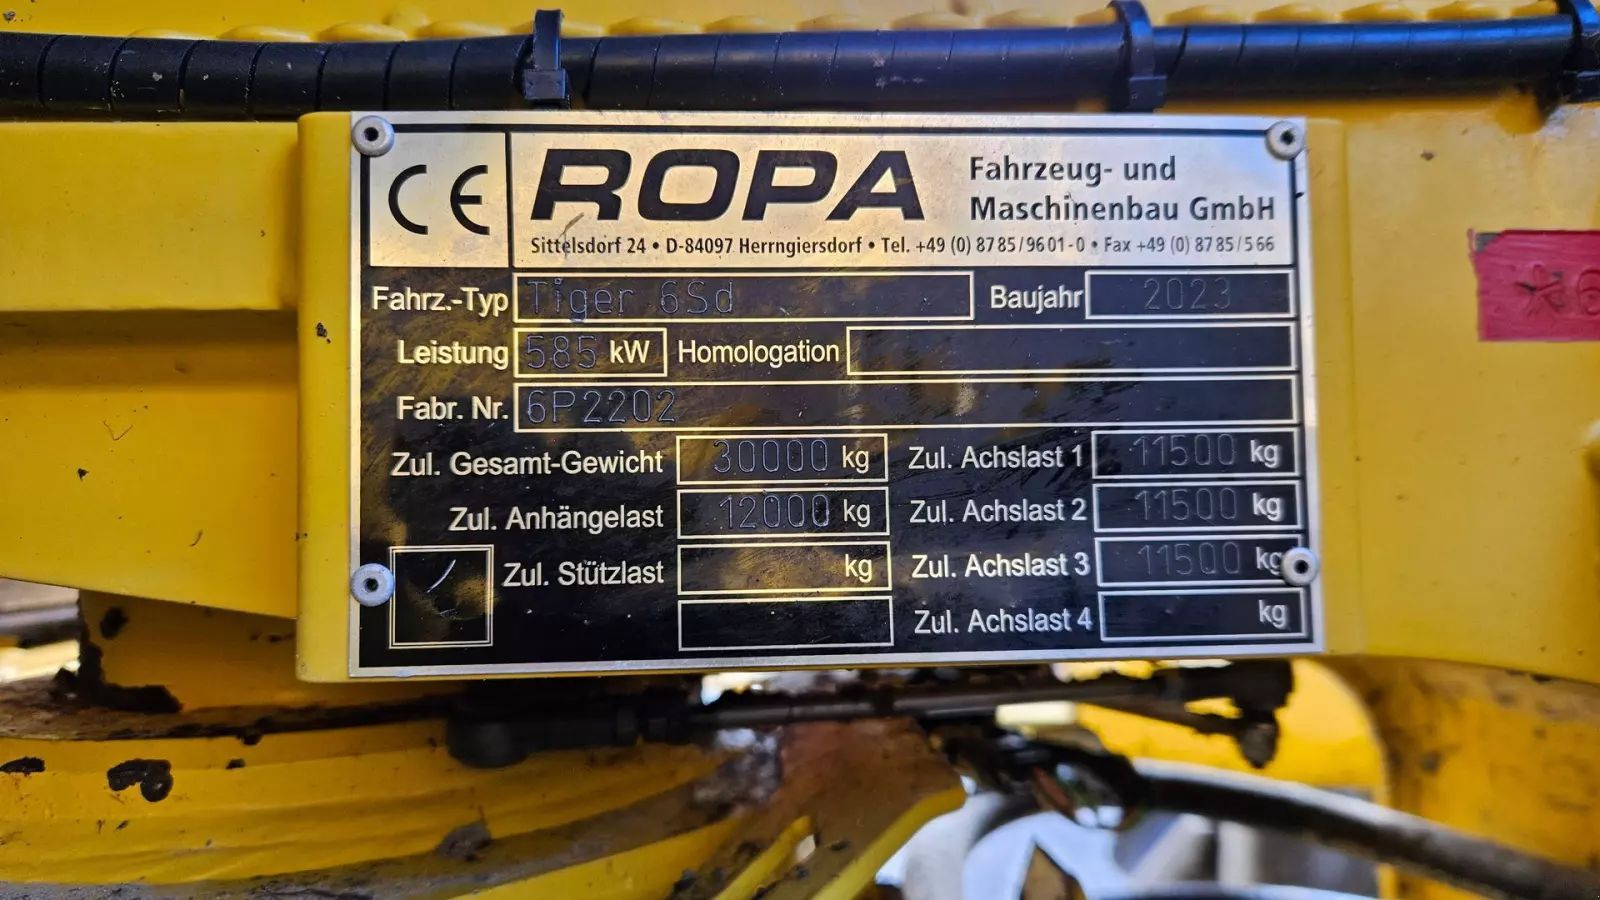 CE ROPA Fahrzeug- und
Maschinenbau GmbH
Sittelsdorf 24 • D-84097 Herrngiersdorf • Tel. +49 (0) 8785/9601-0 • Fax +49 (0) 8785/566
Fahrz.-Typ Tiger 6Sd Baujahr 2023
Leistung 585 kW Homologation
Fabr. Nr. 6P2202
Zul. Gesamt-Gewicht 30000 kg Zul. Achslast 1 11500 kg
Zul. Anhängelast 12000 kg Zul. Achslast 2 11500 kg
Zul. Stützlast kg Zul. Achslast 3 11500 kg
Zul. Achslast 4 kg
*6